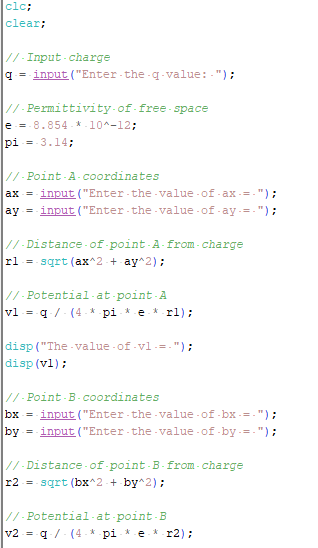 clc;
clear;
// Input charge
q = input("Enter the q value: ");
// Permittivity of free space
e = 8.854 * 10^-12;
pi = 3.14;
// Point A coordinates
ax = input("Enter the value of ax = ");
ay = input("Enter the value of ay = ");
// Distance of point A from charge
r1 = sqrt(ax^2 + ay^2);
// Potential at point A
v1 = q / (4 * pi * e * r1);
disp("The value of v1 = ");
disp(v1);
// Point B coordinates
bx = input("Enter the value of bx = ");
by = input("Enter the value of by = ");
// Distance of point B from charge
r2 = sqrt(bx^2 + by^2);
// Potential at point B
v2 = q / (4 * pi * e * r2);